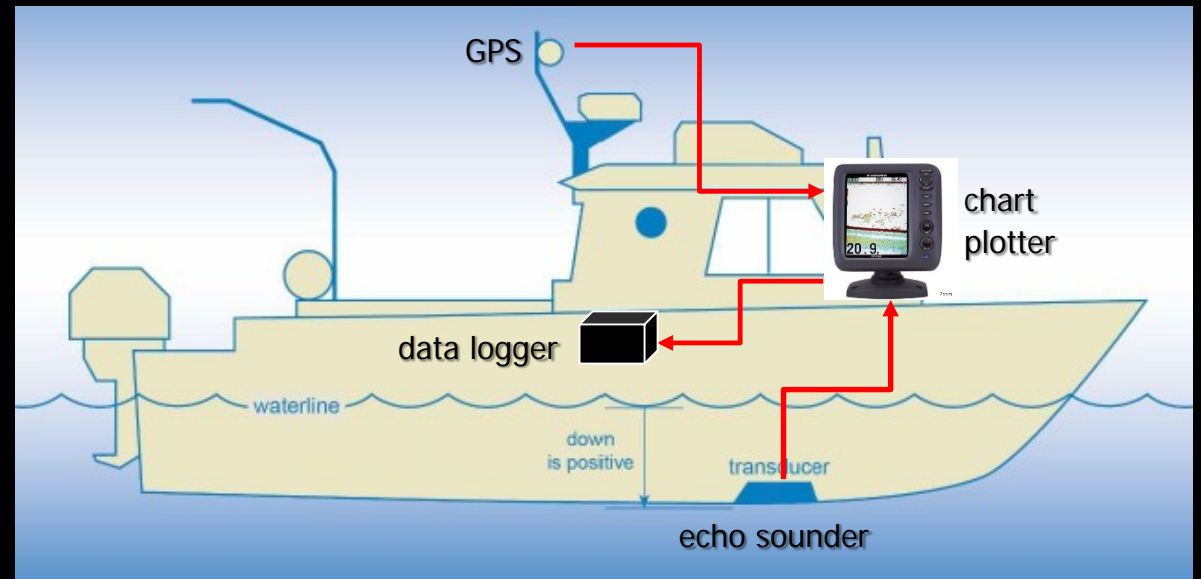 GPS
chart
plotter
20.9.
data logger
waterline
down
is positive
transducer
echo sounder